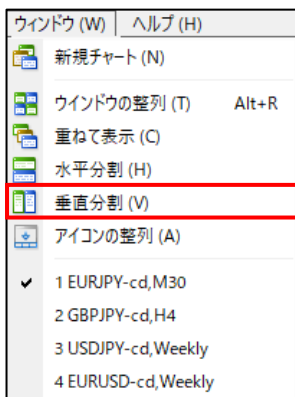 ウィンドウ (W) ヘルプ (H)
新規チャート (N)
ウインドウの整列 (T) Alt+R
重ねて表示 (C)
水平分割 (H)
垂直分割 (V)
アイコンの整列 (A)
✓ 1 EURJPY-cd,M30
2 GBPJPY-cd,H4
3 USDJPY-cd,Weekly
4 EURUSD-cd,Weekly